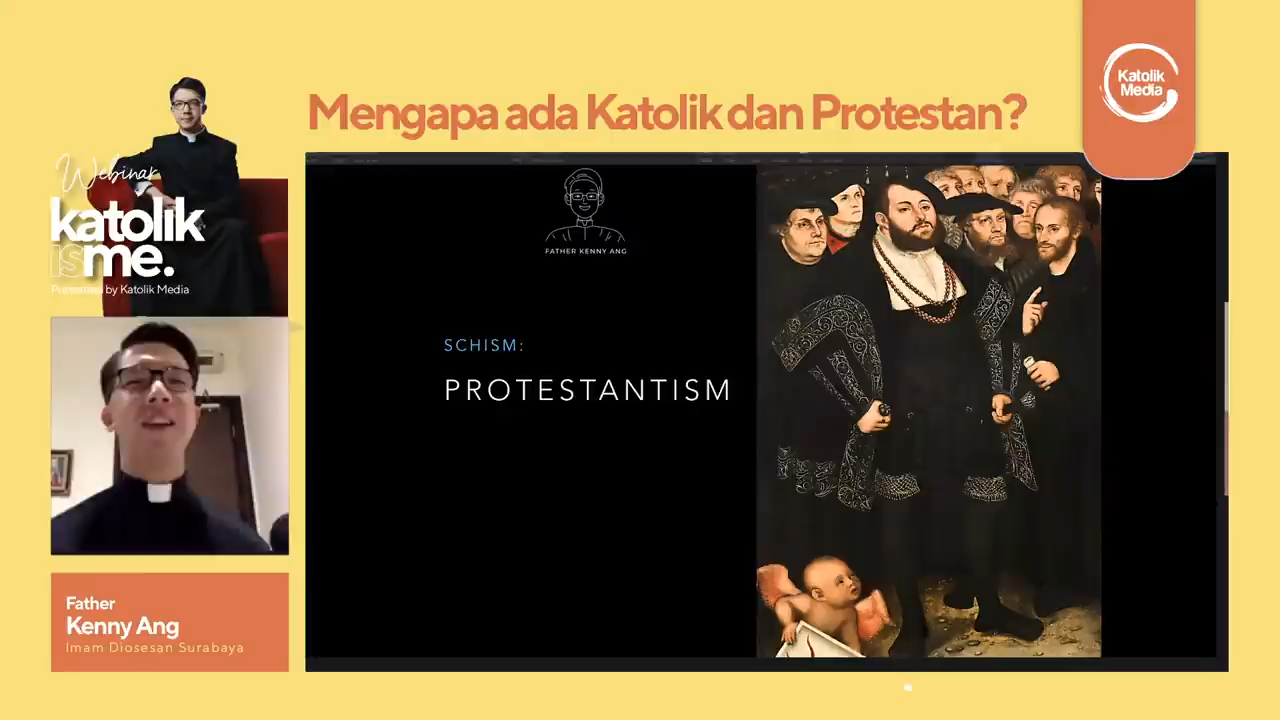 Mengapa ada Katolik dan Protestan?
Katolik
Media
Webinar
katolik
isme.
Presented by Katolik Media
FATHER KENNY ANG
SCHISM:
PROTESTANTISM
Father
Kenny Ang
Imam Diosesan Surabaya